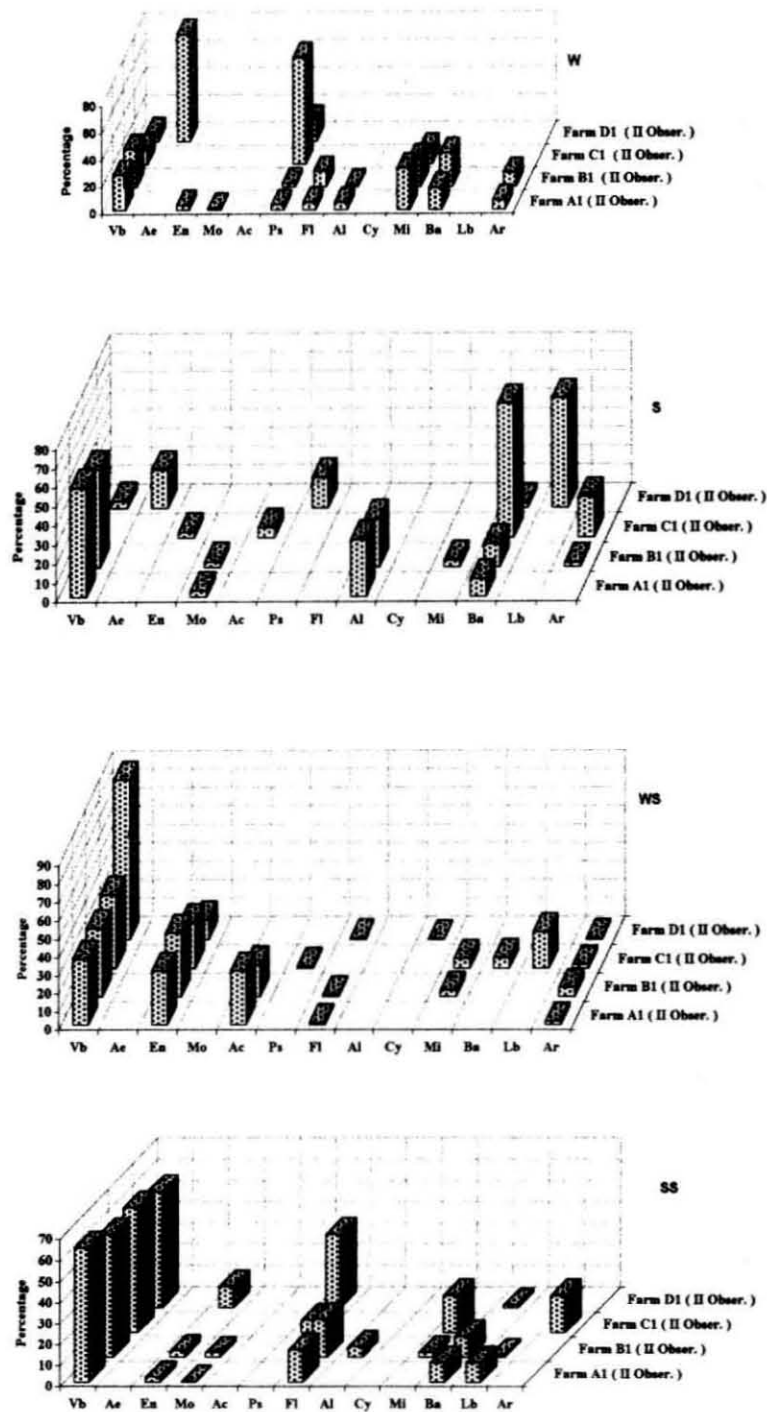 W
80
60
40
20
0
Percentage
Farm D1 ( II Obser. )
Farm C1 ( II Obser. )
Farm B1 ( II Obser. )
Farm A1 ( II Obser. )
Vb Ae En Mo Ac Ps Fl Al Cy Mi Ba Lb Ar
S
80
70
60
50
40
30
20
10
0
Percentage
Farm D1 ( II Obser. )
Farm C1 ( II Obser. )
Farm B1 ( II Obser. )
Farm A1 ( II Obser. )
Vb Ae En Mo Ac Ps Fl Al Cy Mi Ba Lb Ar
WS
90
80
70
60
50
40
30
20
10
0
Percentage
Farm D1 ( II Obser. )
Farm C1 ( II Obser. )
Farm B1 ( II Obser. )
Farm A1 ( II Obser. )
Vb Ae En Mo Ac Ps Fl Al Cy Mi Ba Lb Ar
SS
70
60
50
40
30
20
10
0
Percentage
Farm D1 ( II Obser. )
Farm C1 ( II Obser. )
Farm B1 ( II Obser. )
Farm A1 ( II Obser. )
Vb Ae En Mo Ac Ps Fl Al Cy Mi Ba Lb Ar